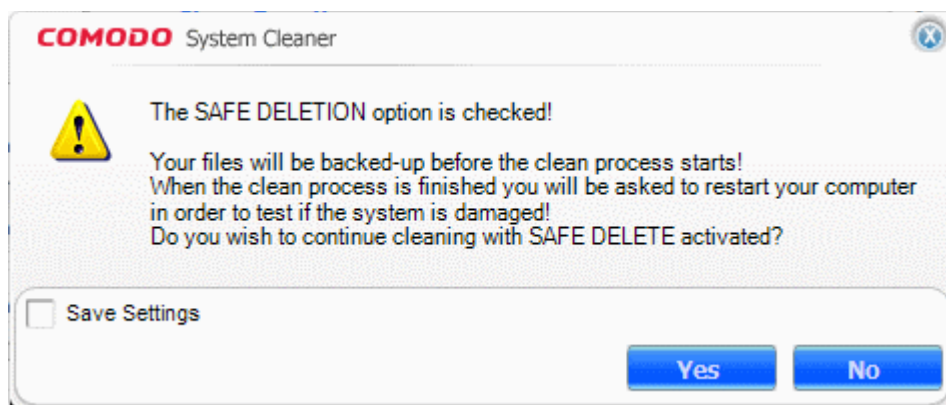 COMODO System Cleaner
The SAFE DELETION option is checked!
Your files will be backed-up before the clean process starts!
When the clean process is finished you will be asked to restart your computer
in order to test if the system is damaged!
Do you wish to continue cleaning with SAFE DELETE activated?
Save Settings
Yes No